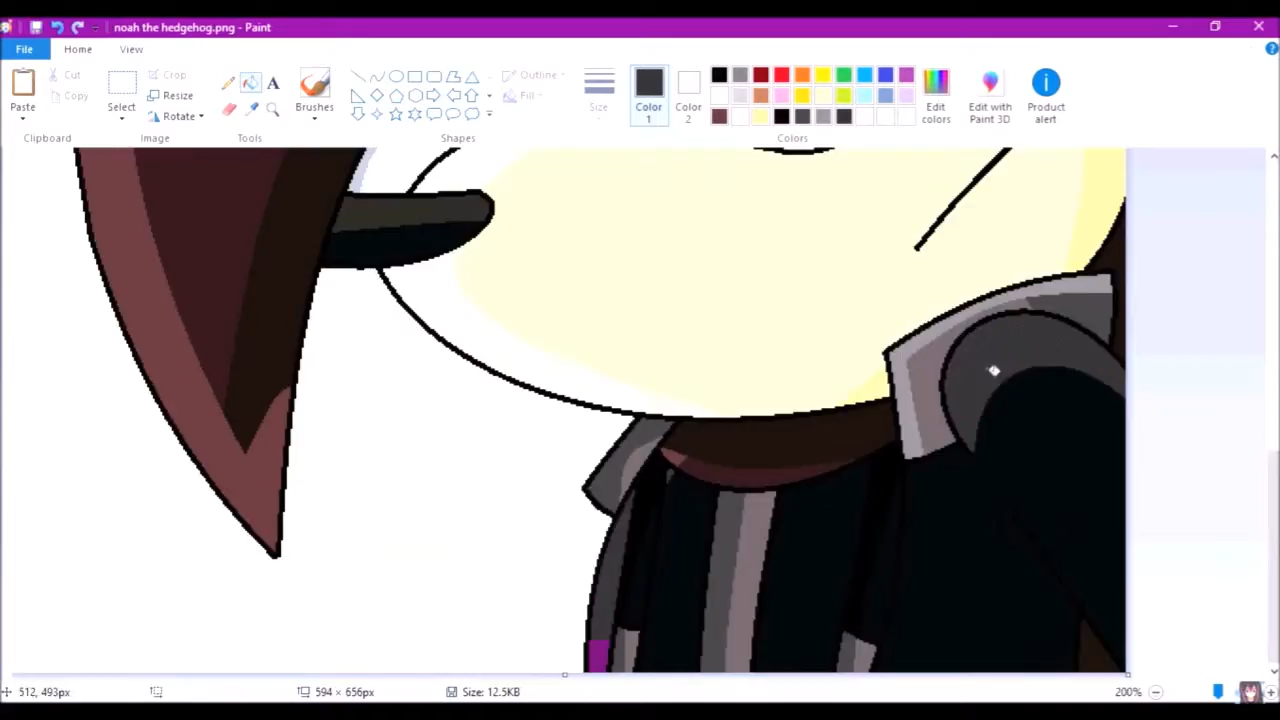 noah the hedgehog.png - Paint
File Home View
Paste Cut Copy Clipboard
Select Crop Resize Rotate Image
Tools
Brushes
Shapes Outline Fill
Size
Color 1
Color 2
Edit colors
Colors
Edit with Paint 3D
Product alert
512, 493px
594 × 656px
Size: 12.5KB
200%